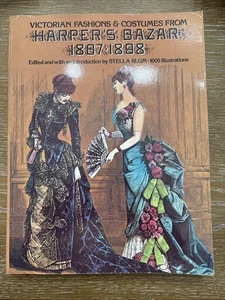 VICTORIAN FASHIONS & COSTUMES FROM
HARPER'S BAZAR:
1867-1898
Edited and with an Introduction by STELLA BLUM · 1000 Illustrations